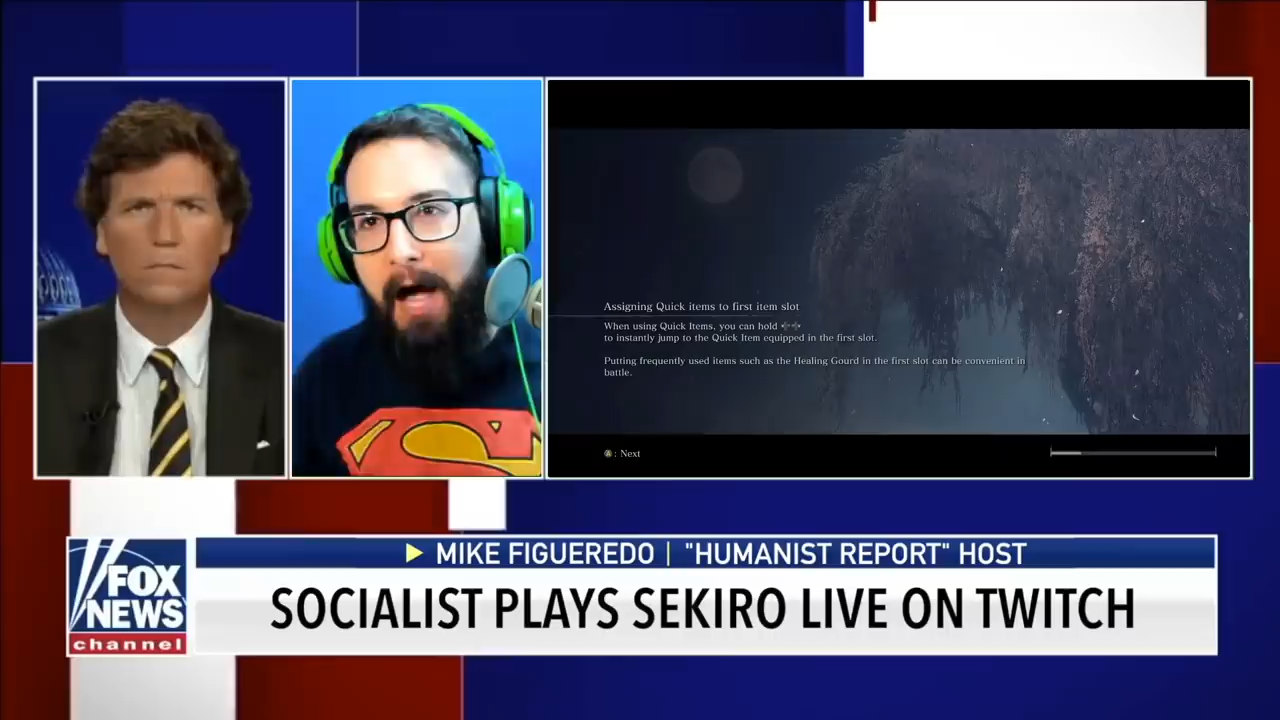 Assigning Quick items to first item slot
When using Quick Items, you can hold
to instantly jump to the Quick Item equipped in the first slot.
Putting frequently used items such as the Healing Gourd in the first slot can be convenient in
battle.
A: Next
MIKE FIGUEREDO | "HUMANIST REPORT" HOST
FOX
NEWS
channel
SOCIALIST PLAYS SEKIRO LIVE ON TWITCH